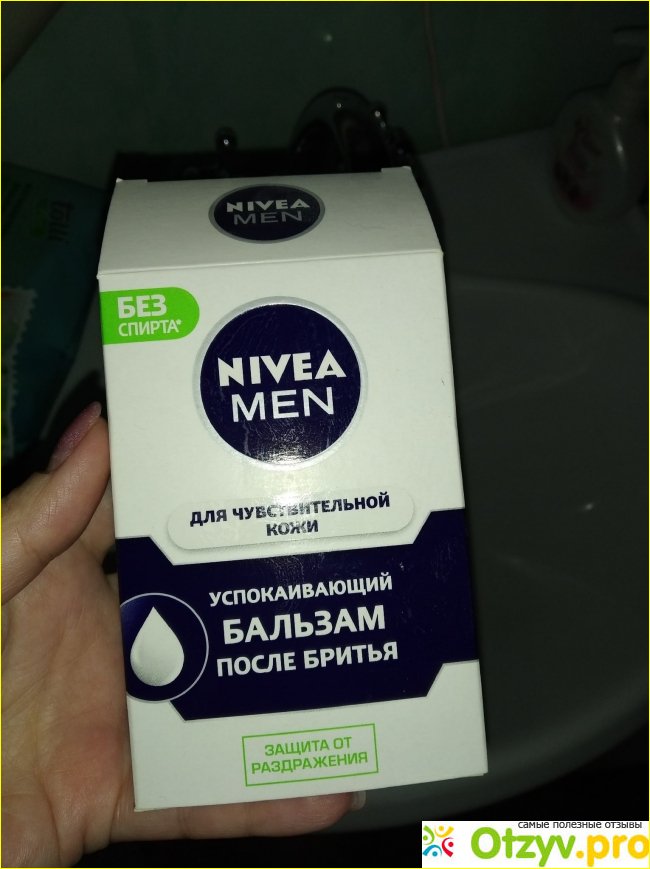 NIVEA
MEN
БЕЗ
СПИРТА*
NIVEA
MEN
ДЛЯ ЧУВСТВИТЕЛЬНОЙ
КОЖИ
УСПОКАИВАЮЩИЙ
БАЛЬЗАМ
ПОСЛЕ БРИТЬЯ
ЗАЩИТА ОТ
РАЗДРАЖЕНИЯ
самые полезные отзывы
Otzyv.pro